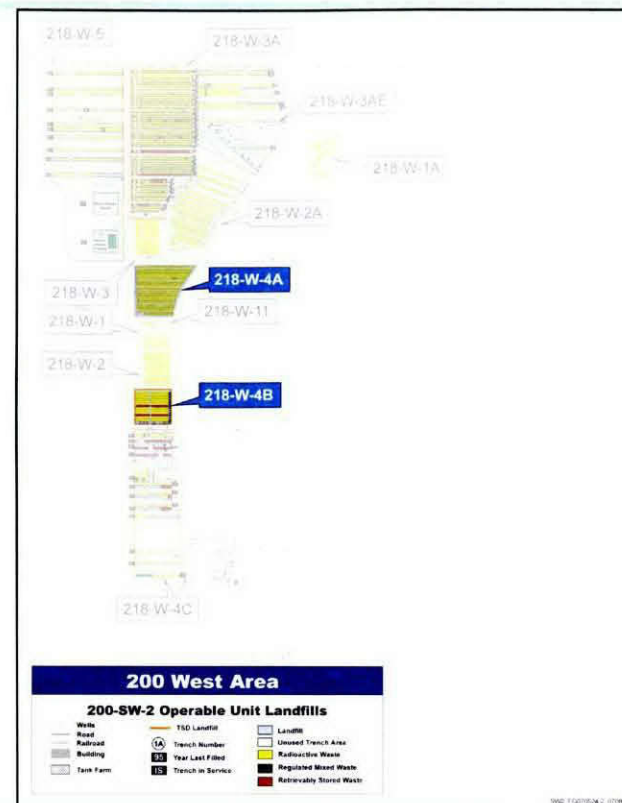 218-W-5
218-W-3A
218-W-3AE
218-W-1A
218-W-2A
218-W-4A
218-W-3
218-W-11
218-W-1
218-W-2
218-W-4B
218-W-4C
200 West Area
200-SW-2 Operable Unit Landfills
Wells
Road
Railroad
Building
Tank Farm
TSD Landfill
1A Trench Number
95 Year Last Filled
IS Trench in Service
Landfill
Unused Trench Area
Radioactive Waste
Regulated Mixed Waste
Retrievably Stored Waste